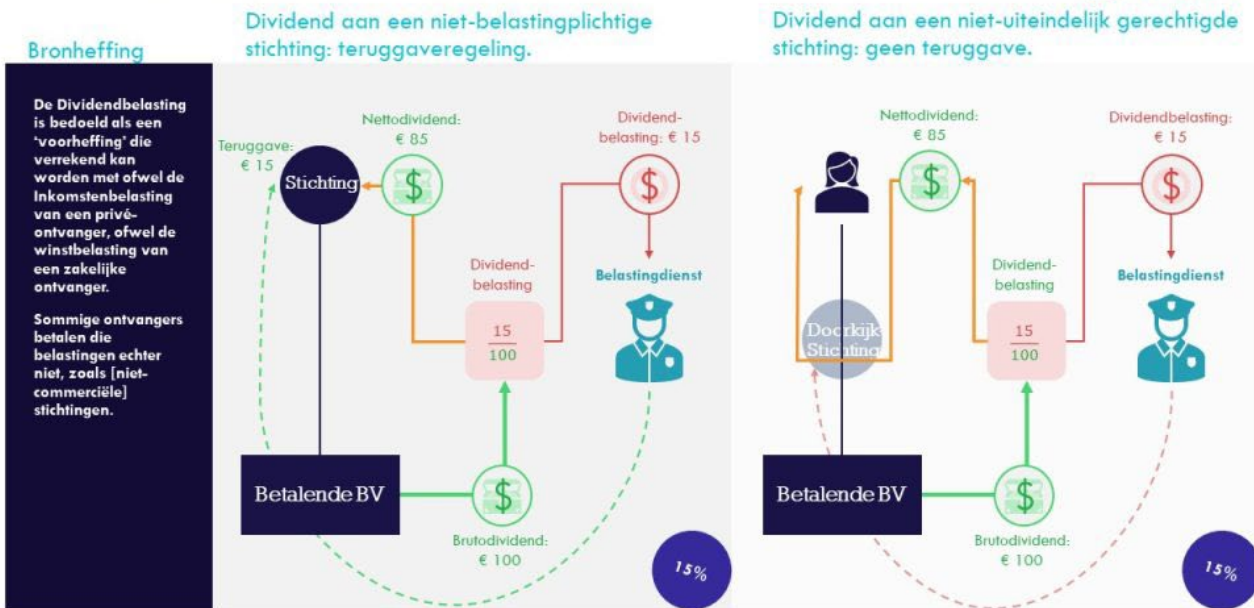 Bronheffing
De Dividendbelasting
is bedoeld als een
‘voorheffing’ die
verrekend kan
worden met ofwel de
Inkomstenbelasting
van een privé-
ontvanger, ofwel de
winstbelasting van
een zakelijke
ontvanger.
Sommige ontvangers
betalen die
belastingen echter
niet, zoals [niet-
commerciële]
stichtingen.
Dividend aan een niet-belastingplichtige
stichting: teruggaveregeling.
Teruggave:
€ 15
Stichting
Nettodividend:
€ 85
$
Dividend-
belasting: € 15
$
Dividend-
belasting
15
100
Belastingdienst
Betalende BV
$
Brutodividend:
€ 100
15%
Dividend aan een niet-uiteindelijk gerechtigde
stichting: geen teruggave.
Nettodividend:
€ 85
$
Dividendbelasting:
€ 15
$
Doorkijk
Stichting
Dividend-
belasting
15
100
Belastingdienst
Betalende BV
$
Brutodividend:
€ 100
15%